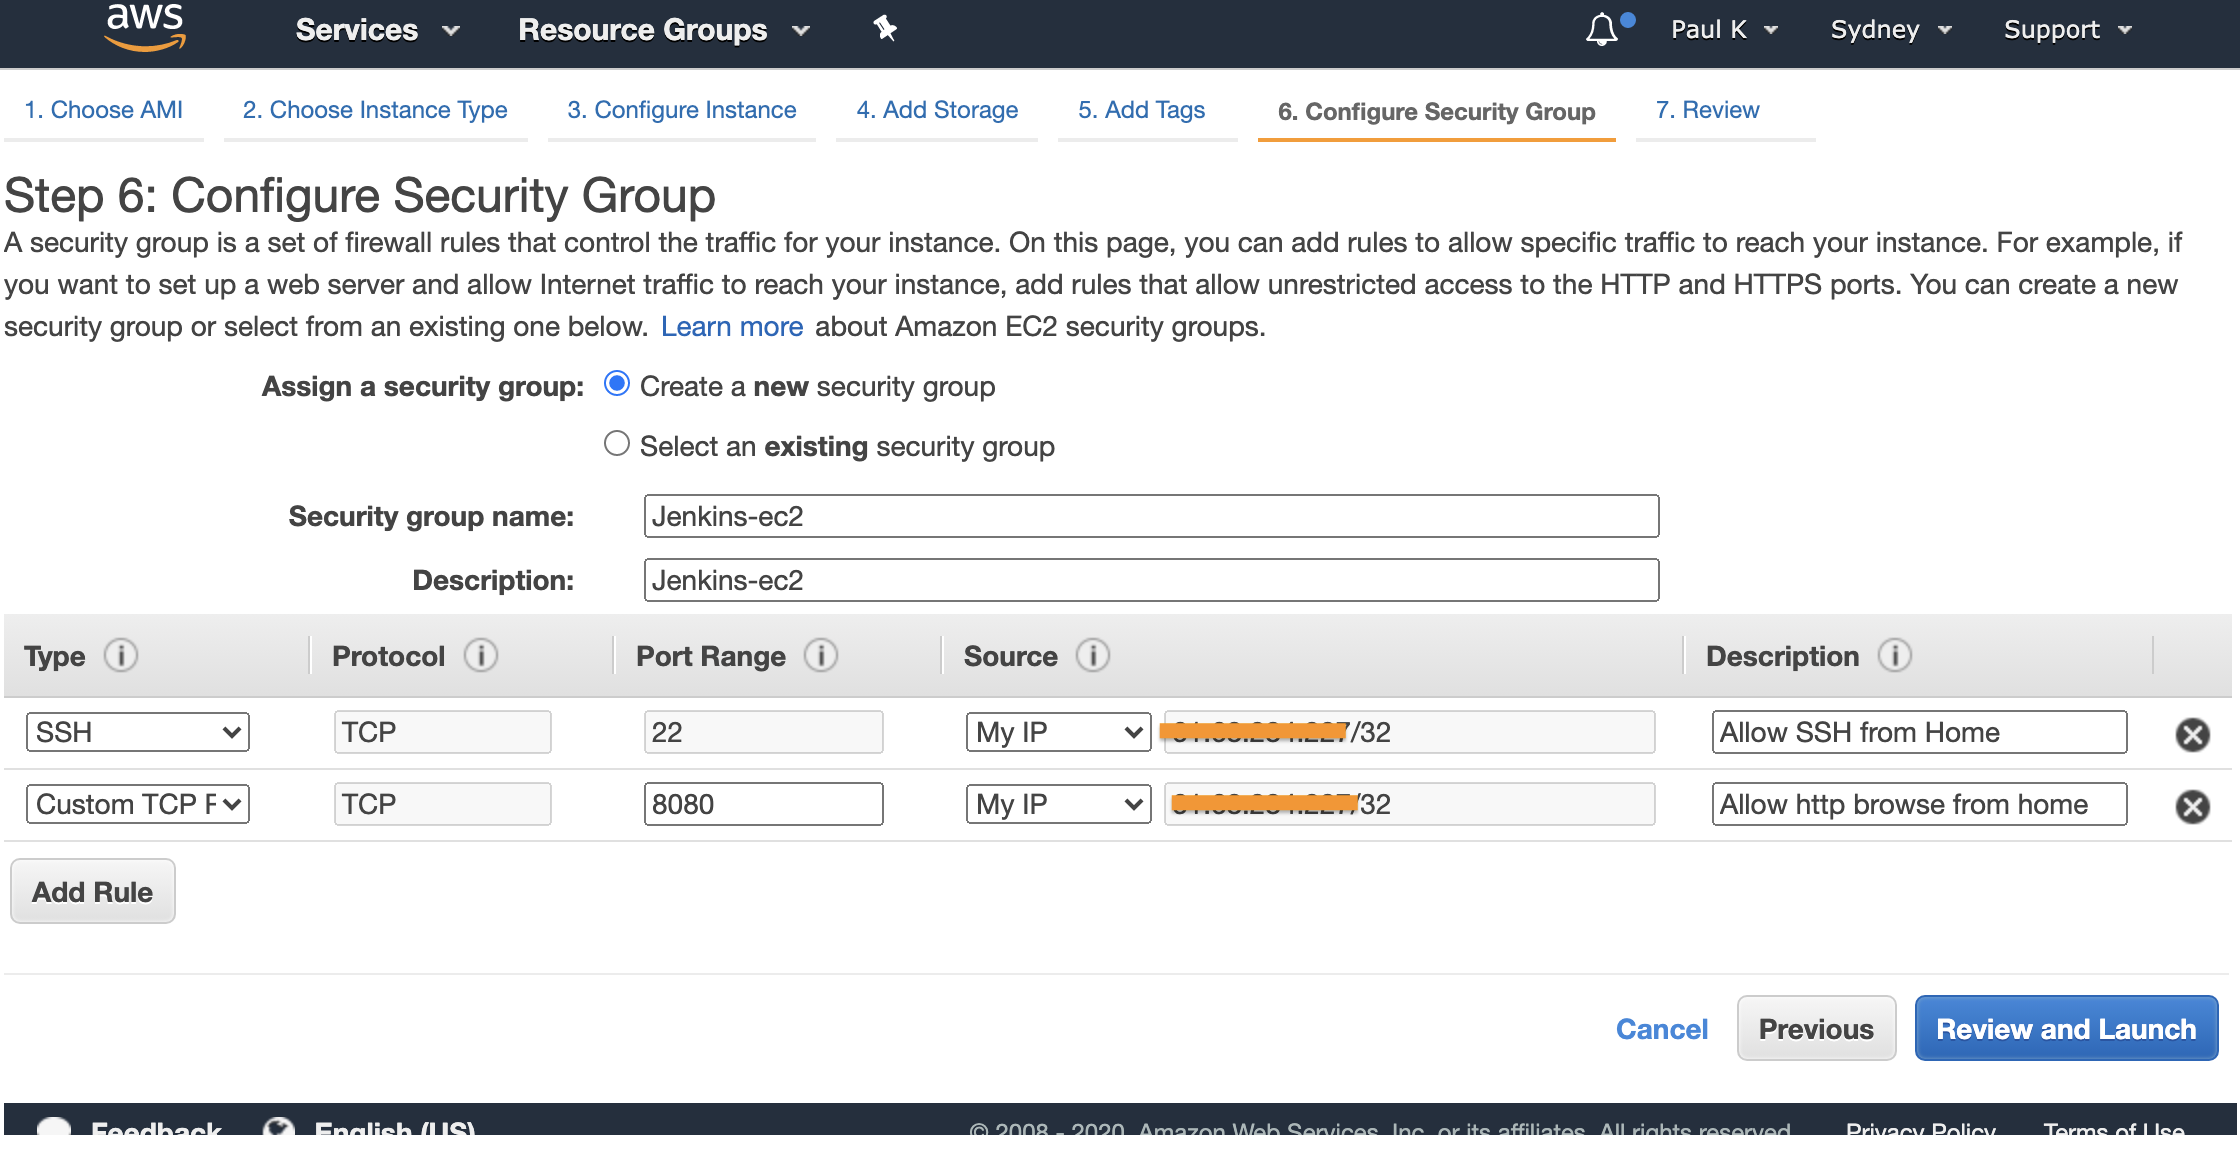 aws Services Resource Groups Paul K Sydney Support
1. Choose AMI 2. Choose Instance Type 3. Configure Instance 4. Add Storage 5. Add Tags 6. Configure Security Group 7. Review
Step 6: Configure Security Group
A security group is a set of firewall rules that control the traffic for your instance. On this page, you can add rules to allow specific traffic to reach your instance. For example, if
you want to set up a web server and allow Internet traffic to reach your instance, add rules that allow unrestricted access to the HTTP and HTTPS ports. You can create a new
security group or select from an existing one below. Learn more about Amazon EC2 security groups.
Assign a security group: Create a new security group
Select an existing security group
Security group name: Jenkins-ec2
Description: Jenkins-ec2
Type i Protocol i Port Range i Source i Description i
SSH TCP 22 My IP /32 Allow SSH from Home
Custom TCP TCP 8080 My IP /32 Allow http browse from home
Add Rule
Cancel Previous Review and Launch
Feedback English (US) © 2008 - 2020, Amazon Web Services, Inc. or its affiliates. All rights reserved. Privacy Policy Terms of Use